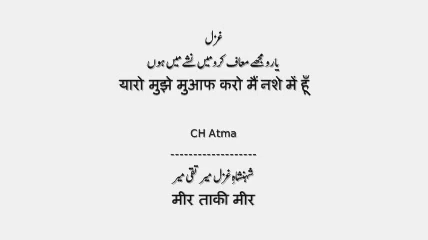 غزل
یارو مجھے معاف کرو میں نشے میں ہوں
यारो मुझे मुआफ करो मैं नशे में हूँ
CH Atma
-------------------
شہنشاہِ غزل میر تقی میر
मीर ताकी मीर